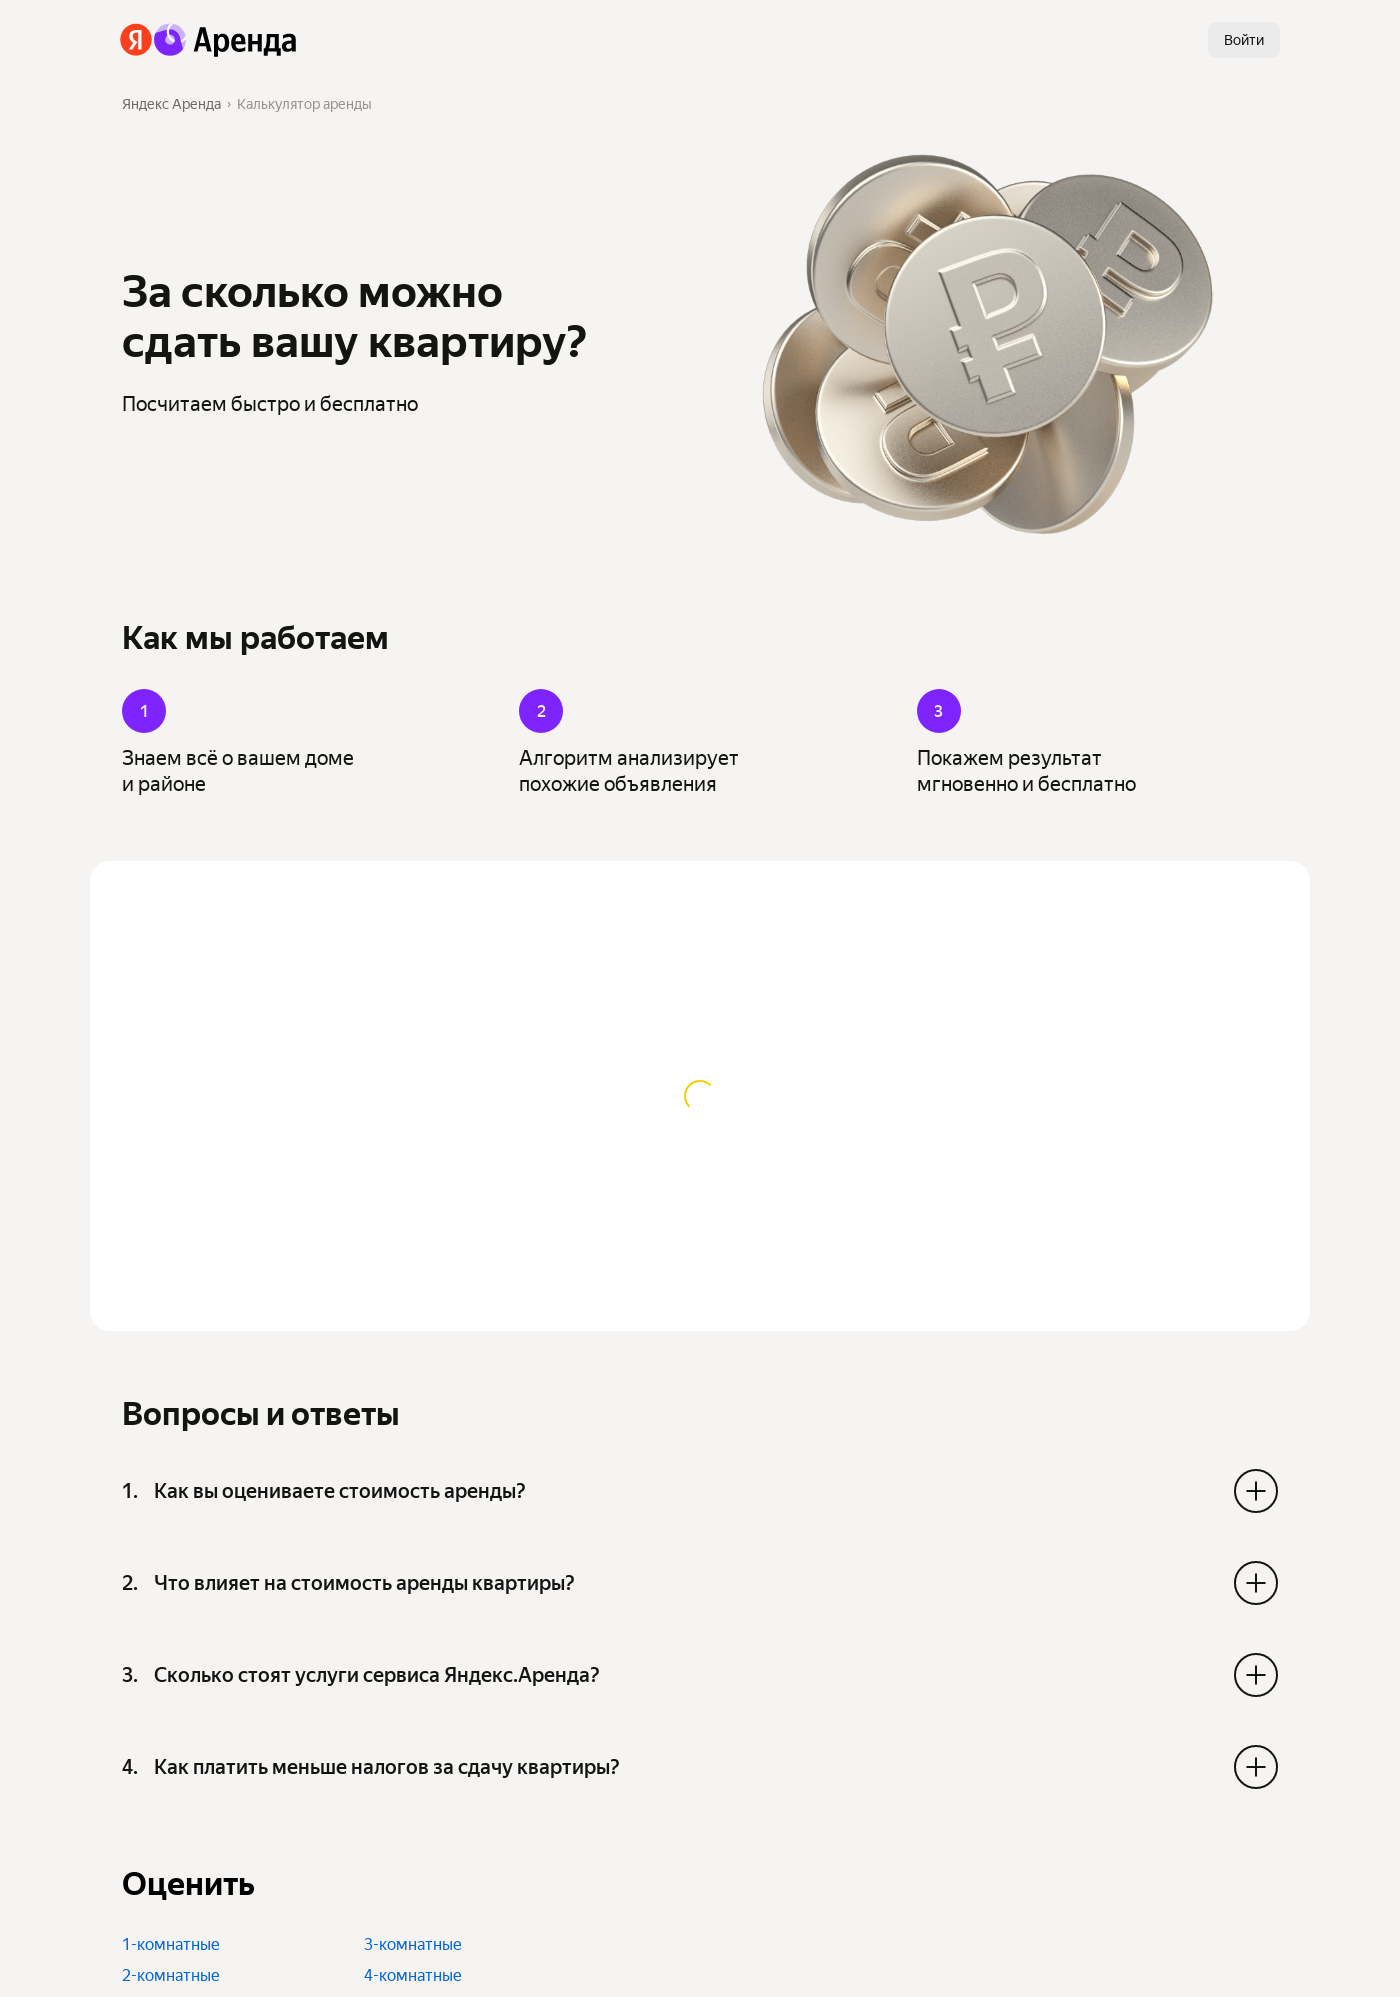 Я Аренда
Войти
Яндекс Аренда › Калькулятор аренды
За сколько можно
сдать вашу квартиру?
Посчитаем быстро и бесплатно
Как мы работаем
1
Знаем всё о вашем доме
и районе
2
Алгоритм анализирует
похожие объявления
3
Покажем результат
мгновенно и бесплатно
Вопросы и ответы
1. Как вы оцениваете стоимость аренды?
2. Что влияет на стоимость аренды квартиры?
3. Сколько стоят услуги сервиса Яндекс.Аренда?
4. Как платить меньше налогов за сдачу квартиры?
Оценить
1-комнатные
2-комнатные
3-комнатные
4-комнатные